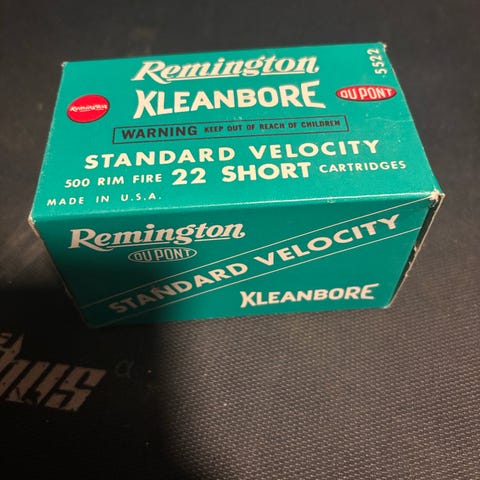 Remington
5522
KLEANBORE
Remington
DU PONT
WARNING KEEP OUT OF REACH OF CHILDREN
STANDARD VELOCITY
500 RIM FIRE 22 SHORT CARTRIDGES
MADE IN U.S.A.
Remington
DU PONT
STANDARD VELOCITY
KLEANBORE